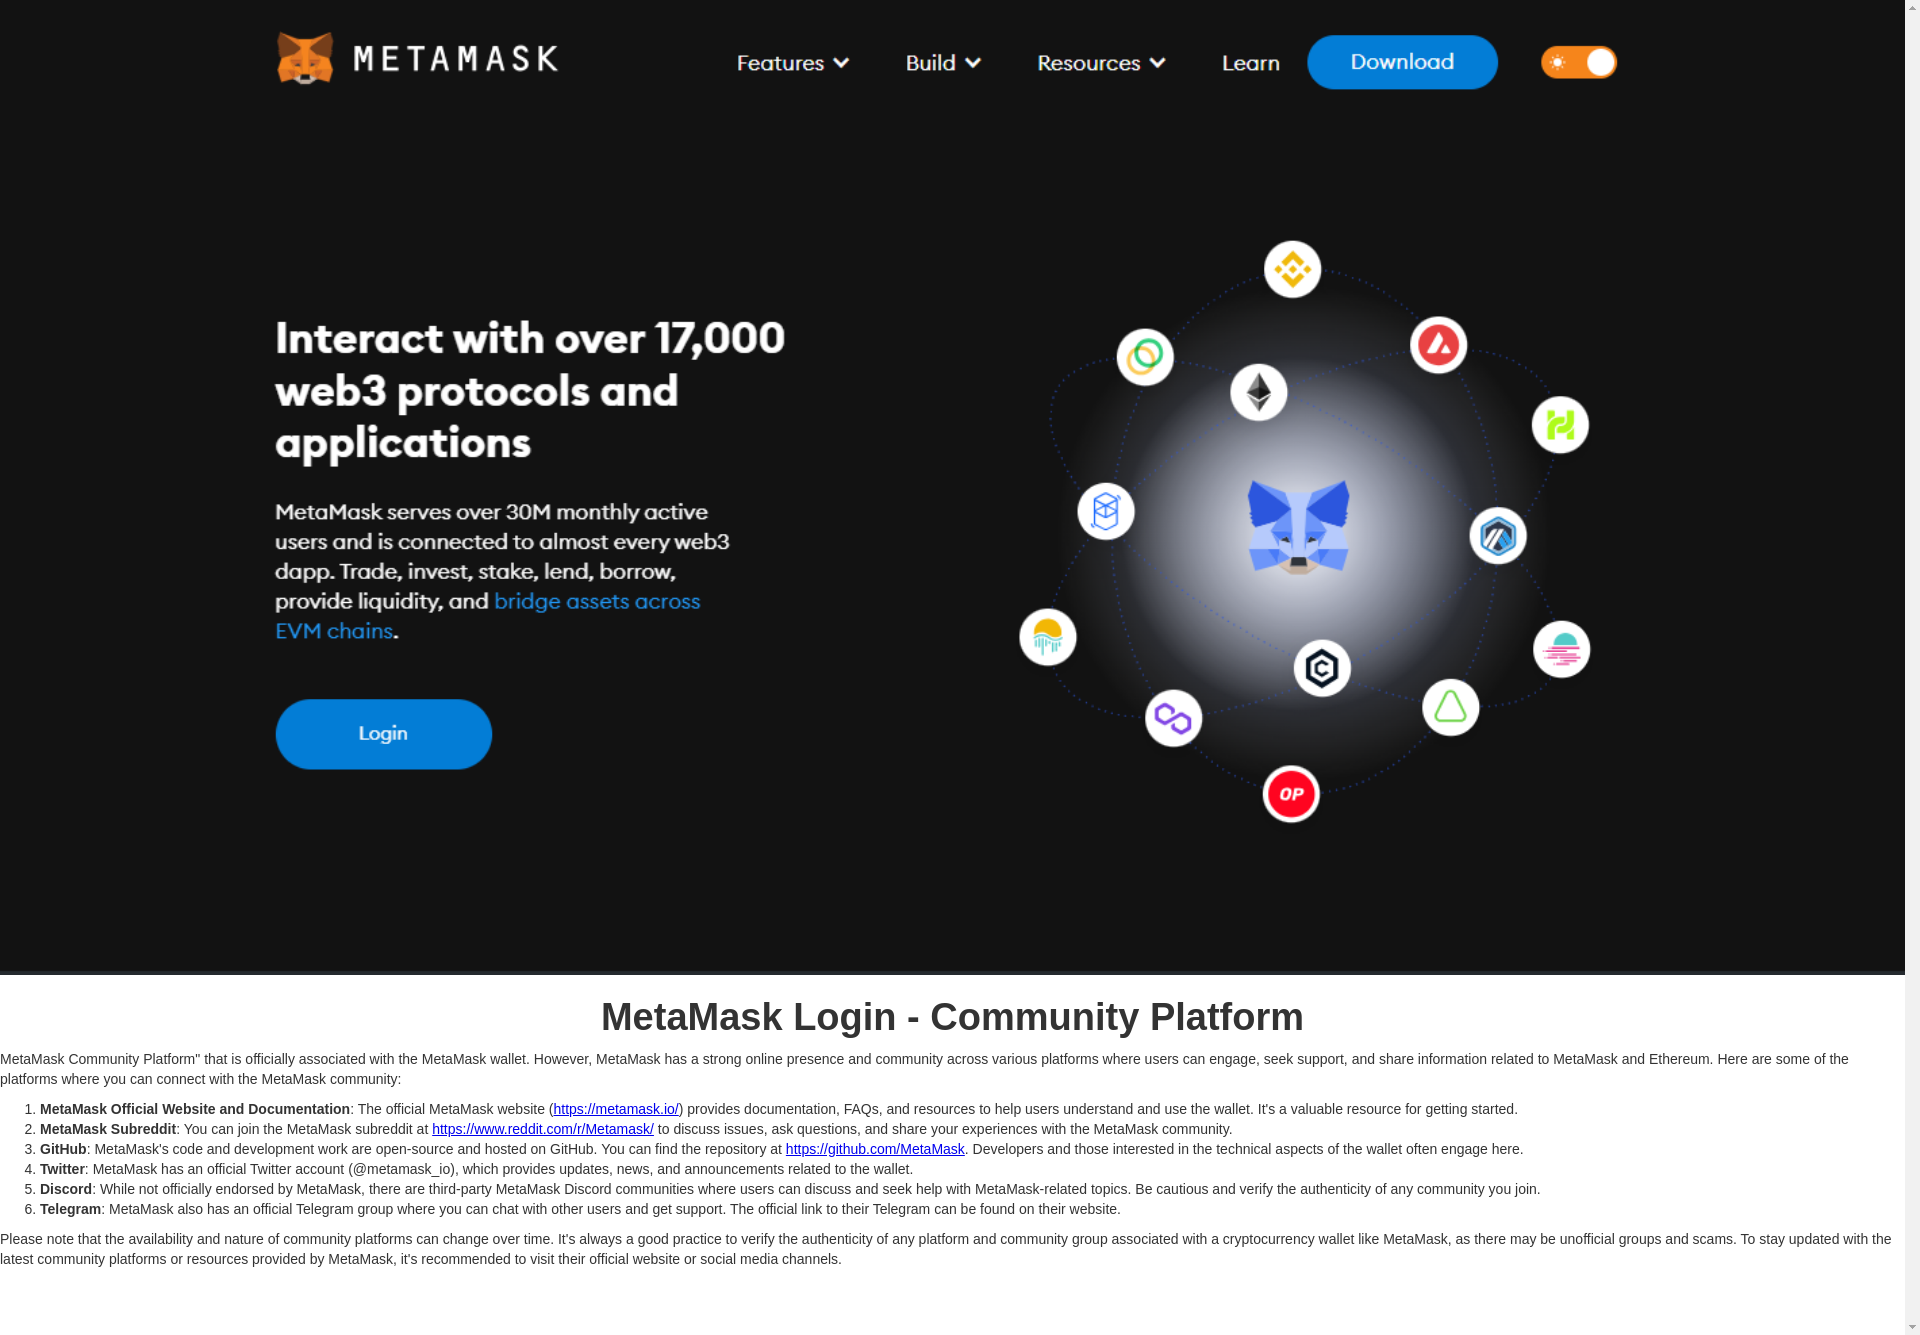 METAMASK
Features Build Resources Learn Download
Interact with over 17,000
web3 protocols and
applications
MetaMask serves over 30M monthly active
users and is connected to almost every web3
dapp. Trade, invest, stake, lend, borrow,
provide liquidity, and bridge assets across
EVM chains.
Login
OP
MetaMask Login - Community Platform
MetaMask Community Platform" that is officially associated with the MetaMask wallet. However, MetaMask has a strong online presence and community across various platforms where users can engage, seek support, and share information related to MetaMask and Ethereum. Here are some of the
platforms where you can connect with the MetaMask community:
1. MetaMask Official Website and Documentation: The official MetaMask website (https://metamask.io/) provides documentation, FAQs, and resources to help users understand and use the wallet. It's a valuable resource for getting started.
2. MetaMask Subreddit: You can join the MetaMask subreddit at https://www.reddit.com/r/Metamask/ to discuss issues, ask questions, and share your experiences with the MetaMask community.
3. GitHub: MetaMask's code and development work are open-source and hosted on GitHub. You can find the repository at https://github.com/MetaMask. Developers and those interested in the technical aspects of the wallet often engage here.
4. Twitter: MetaMask has an official Twitter account (@metamask_io), which provides updates, news, and announcements related to the wallet.
5. Discord: While not officially endorsed by MetaMask, there are third-party MetaMask Discord communities where users can discuss and seek help with MetaMask-related topics. Be cautious and verify the authenticity of any community you join.
6. Telegram: MetaMask also has an official Telegram group where you can chat with other users and get support. The official link to their Telegram can be found on their website.
Please note that the availability and nature of community platforms can change over time. It's always a good practice to verify the authenticity of any platform and community group associated with a cryptocurrency wallet like MetaMask, as there may be unofficial groups and scams. To stay updated with the
latest community platforms or resources provided by MetaMask, it's recommended to visit their official website or social media channels.